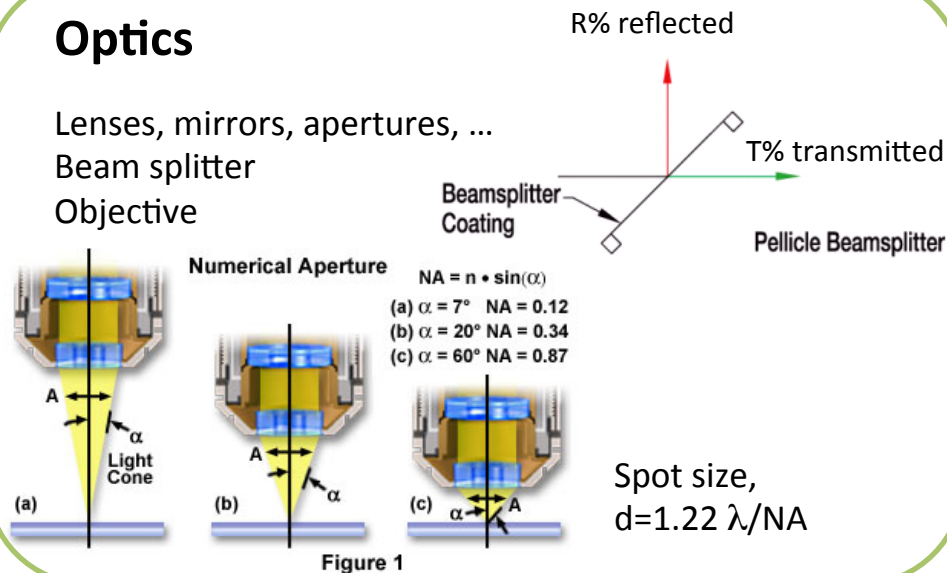 Optics
R% reflected
Lenses, mirrors, apertures, ...
Beam splitter
Objective
T% transmitted
Beamsplitter
Coating
Pellicle Beamsplitter
Numerical Aperture
NA = n • sin(α)
(a) α = 7° NA = 0.12
(b) α = 20° NA = 0.34
(c) α = 60° NA = 0.87
A
α
Light
Cone
(a)
A
α
(b)
A
α
(c)
Figure 1
Spot size,
d=1.22 λ/NA